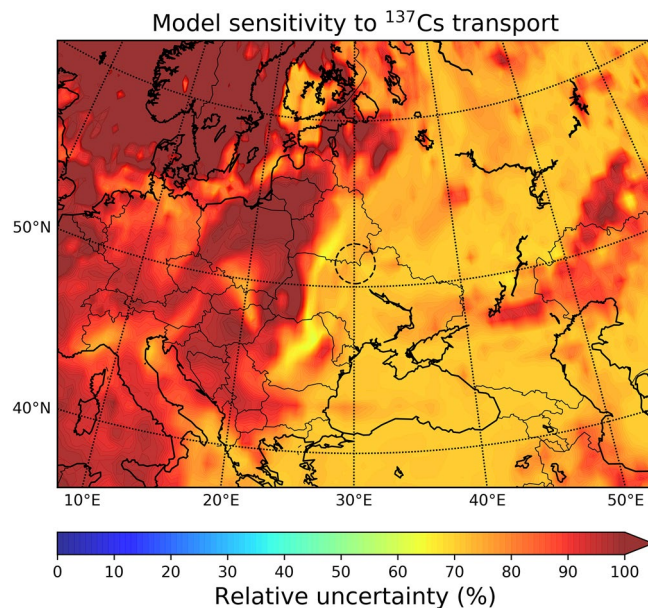 Model sensitivity to ¹³⁷Cs transport
50°N
40°N
10°E 20°E 30°E 40°E 50°E
0 10 20 30 40 50 60 70 80 90 100
Relative uncertainty (%)